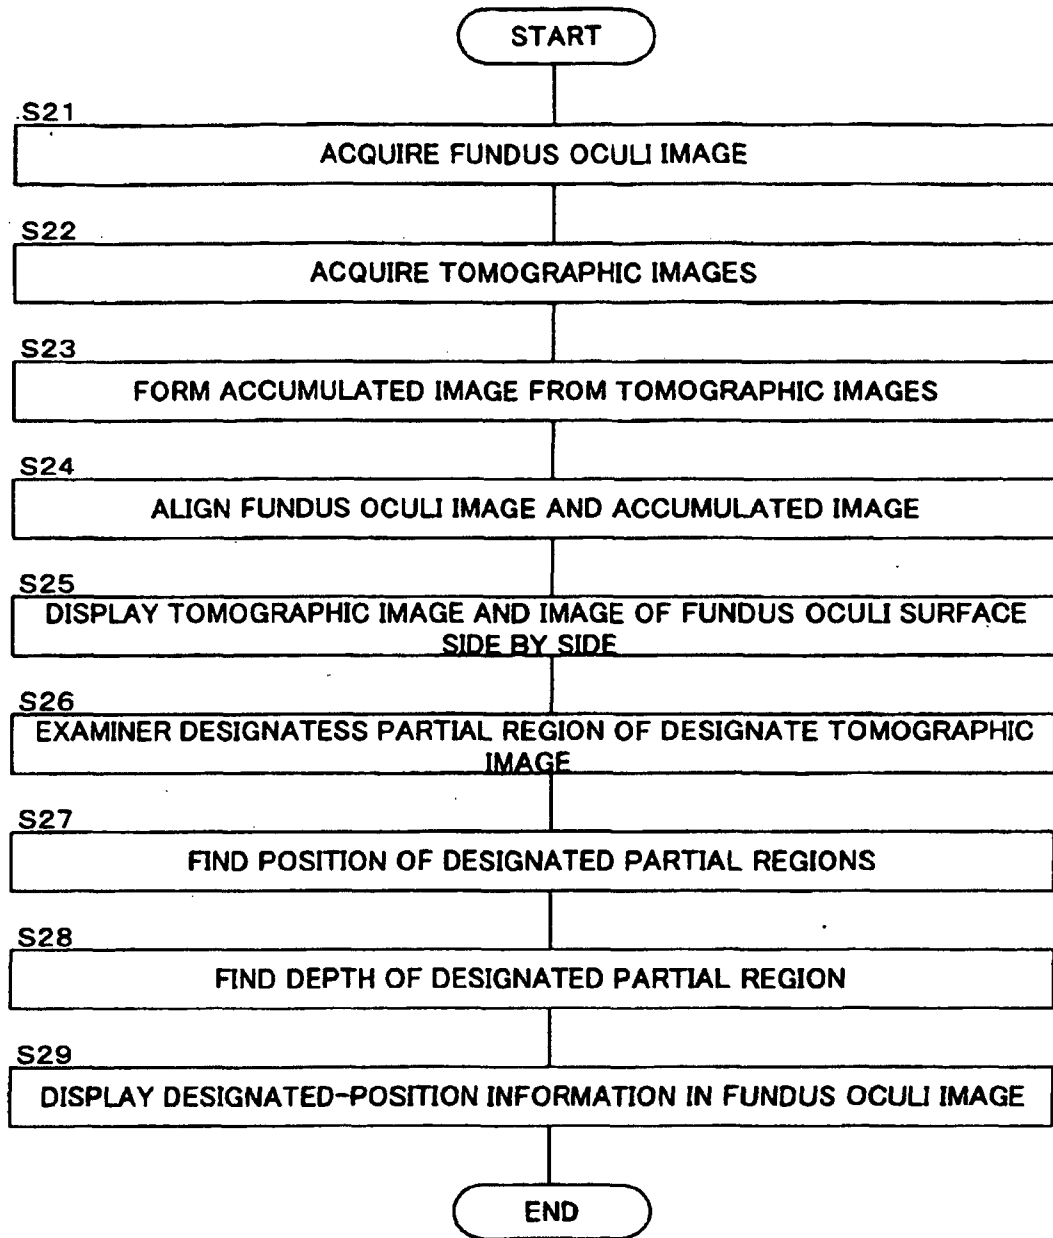 START
S21
ACQUIRE FUNDUS OCULI IMAGE
S22
ACQUIRE TOMOGRAPHIC IMAGES
S23
FORM ACCUMULATED IMAGE FROM TOMOGRAPHIC IMAGES
S24
ALIGN FUNDUS OCULI IMAGE AND ACCUMULATED IMAGE
S25
DISPLAY TOMOGRAPHIC IMAGE AND IMAGE OF FUNDUS OCULI SURFACE
SIDE BY SIDE
S26
EXAMINER DESIGNATESS PARTIAL REGION OF DESIGNATE TOMOGRAPHIC
IMAGE
S27
FIND POSITION OF DESIGNATED PARTIAL REGIONS
S28
FIND DEPTH OF DESIGNATED PARTIAL REGION
S29
DISPLAY DESIGNATED-POSITION INFORMATION IN FUNDUS OCULI IMAGE
END